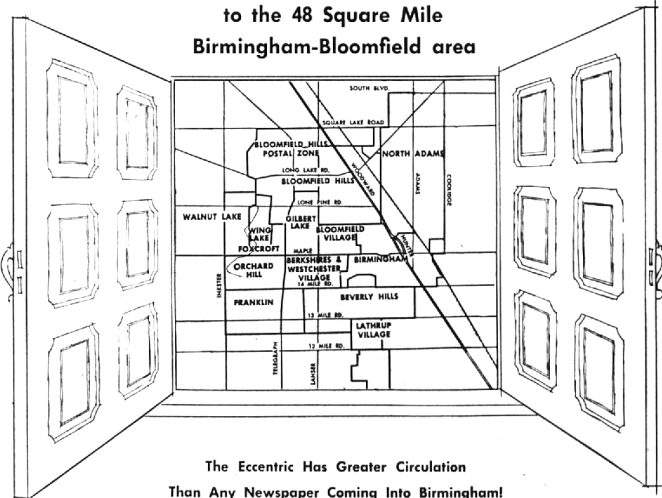 to the 48 Square Mile
Birmingham-Bloomfield area
SOUTH BLVD.
SQUARE LAKE ROAD
BLOOMFIELD HILLS
POSTAL ZONE
NORTH ADAMS
LONG LAKE RD.
BLOOMFIELD HILLS
WOODWARD
ADAMS
COOLIDGE
LONE PINE RD.
WALNUT LAKE
GILBERT
LAKE
WING
LAKE
BLOOMFIELD
VILLAGE
HUNTER
FOXCROFT
MAPLE
ORCHARD
HILL
BERKSHIRES &
WESTCHESTER
VILLAGE
BIRMINGHAM
14 MILE RD.
INKSTER
FRANKLIN
BEVERLY HILLS
13 MILE RD.
LATHRUP
VILLAGE
12 MILE RD.
TELEGRAPH
LAHSER
The Eccentric Has Greater Circulation
Than Any Newspaper Coming Into Birmingham!